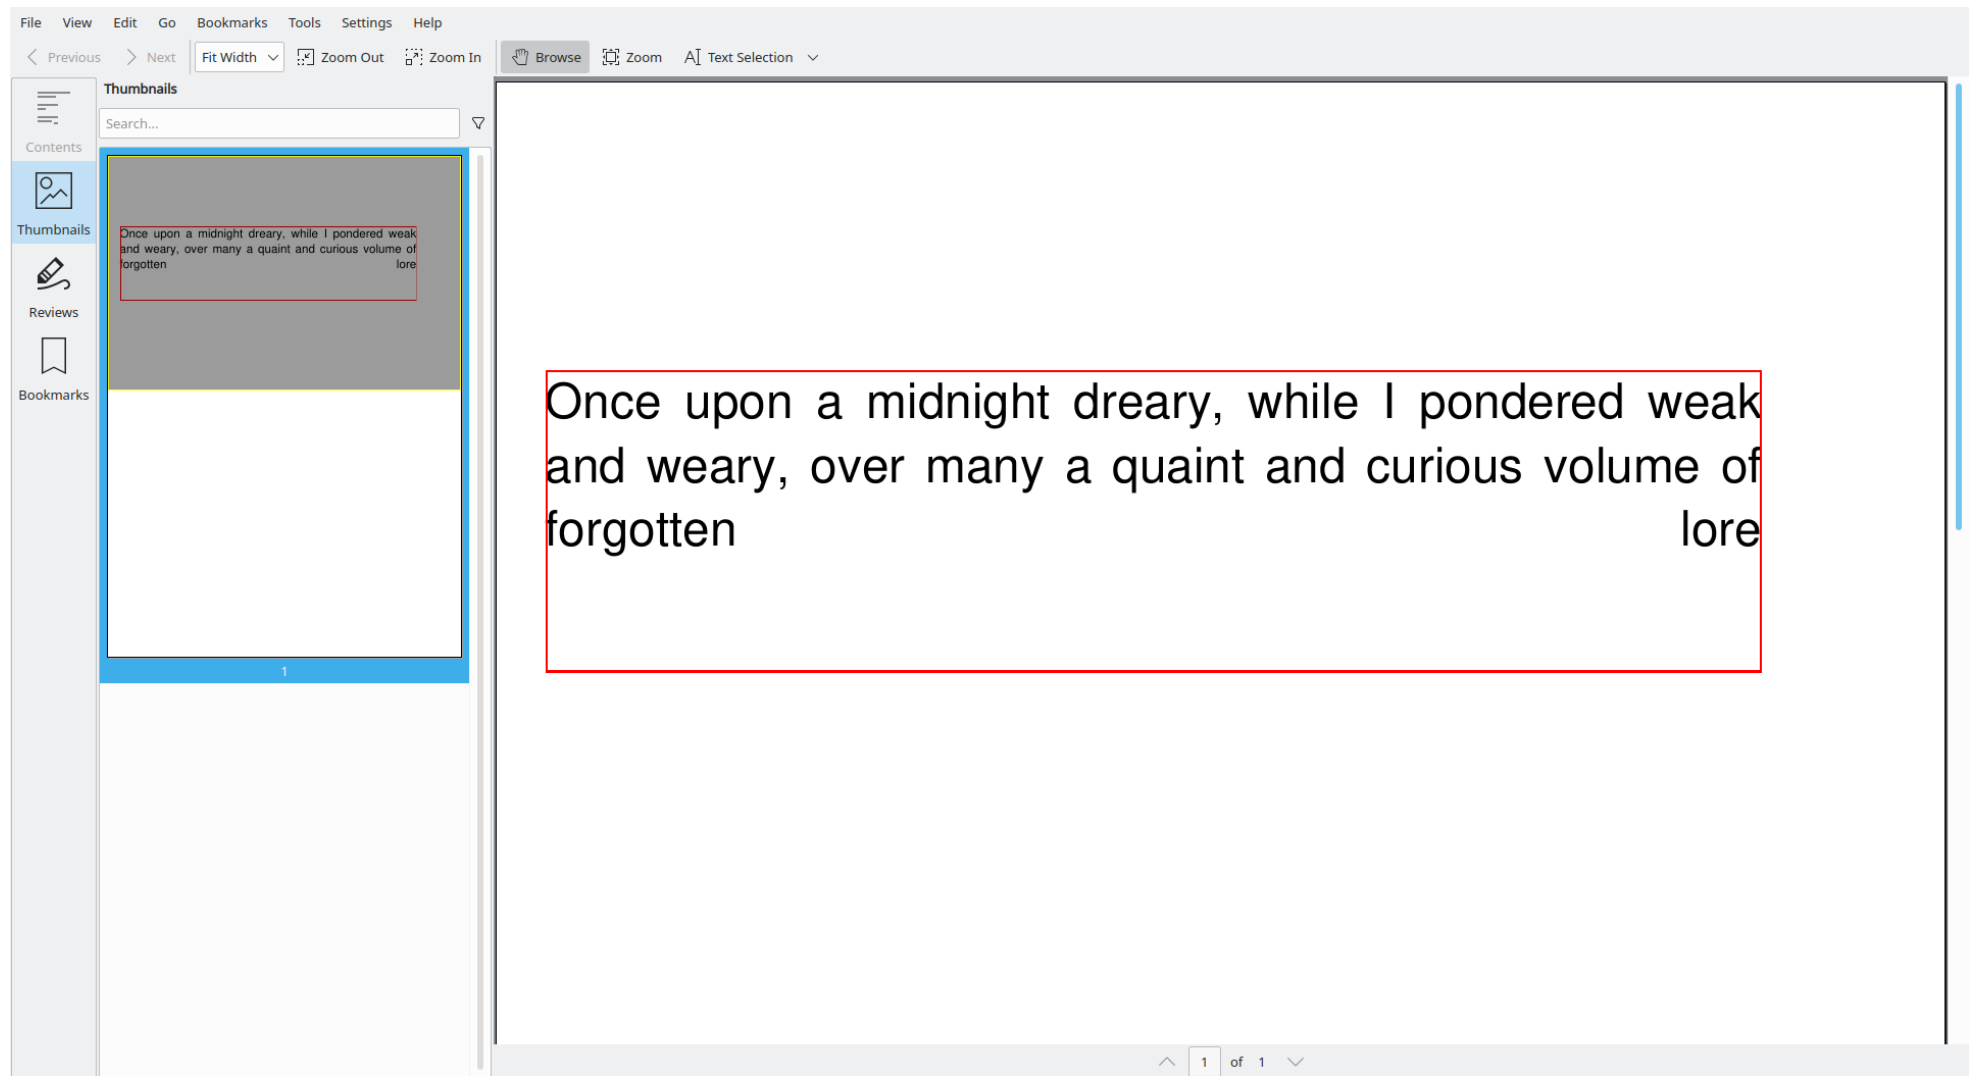 File View Edit Go Bookmarks Tools Settings Help
Previous Next Fit Width Zoom Out Zoom In Browse Zoom Text Selection
Thumbnails
Search...
Contents
Thumbnails
Reviews
Bookmarks
Once upon a midnight dreary, while I pondered weak
and weary, over many a quaint and curious volume of
forgotten lore
1
Once upon a midnight dreary, while I pondered weak
and weary, over many a quaint and curious volume of
forgotten lore
1 of 1